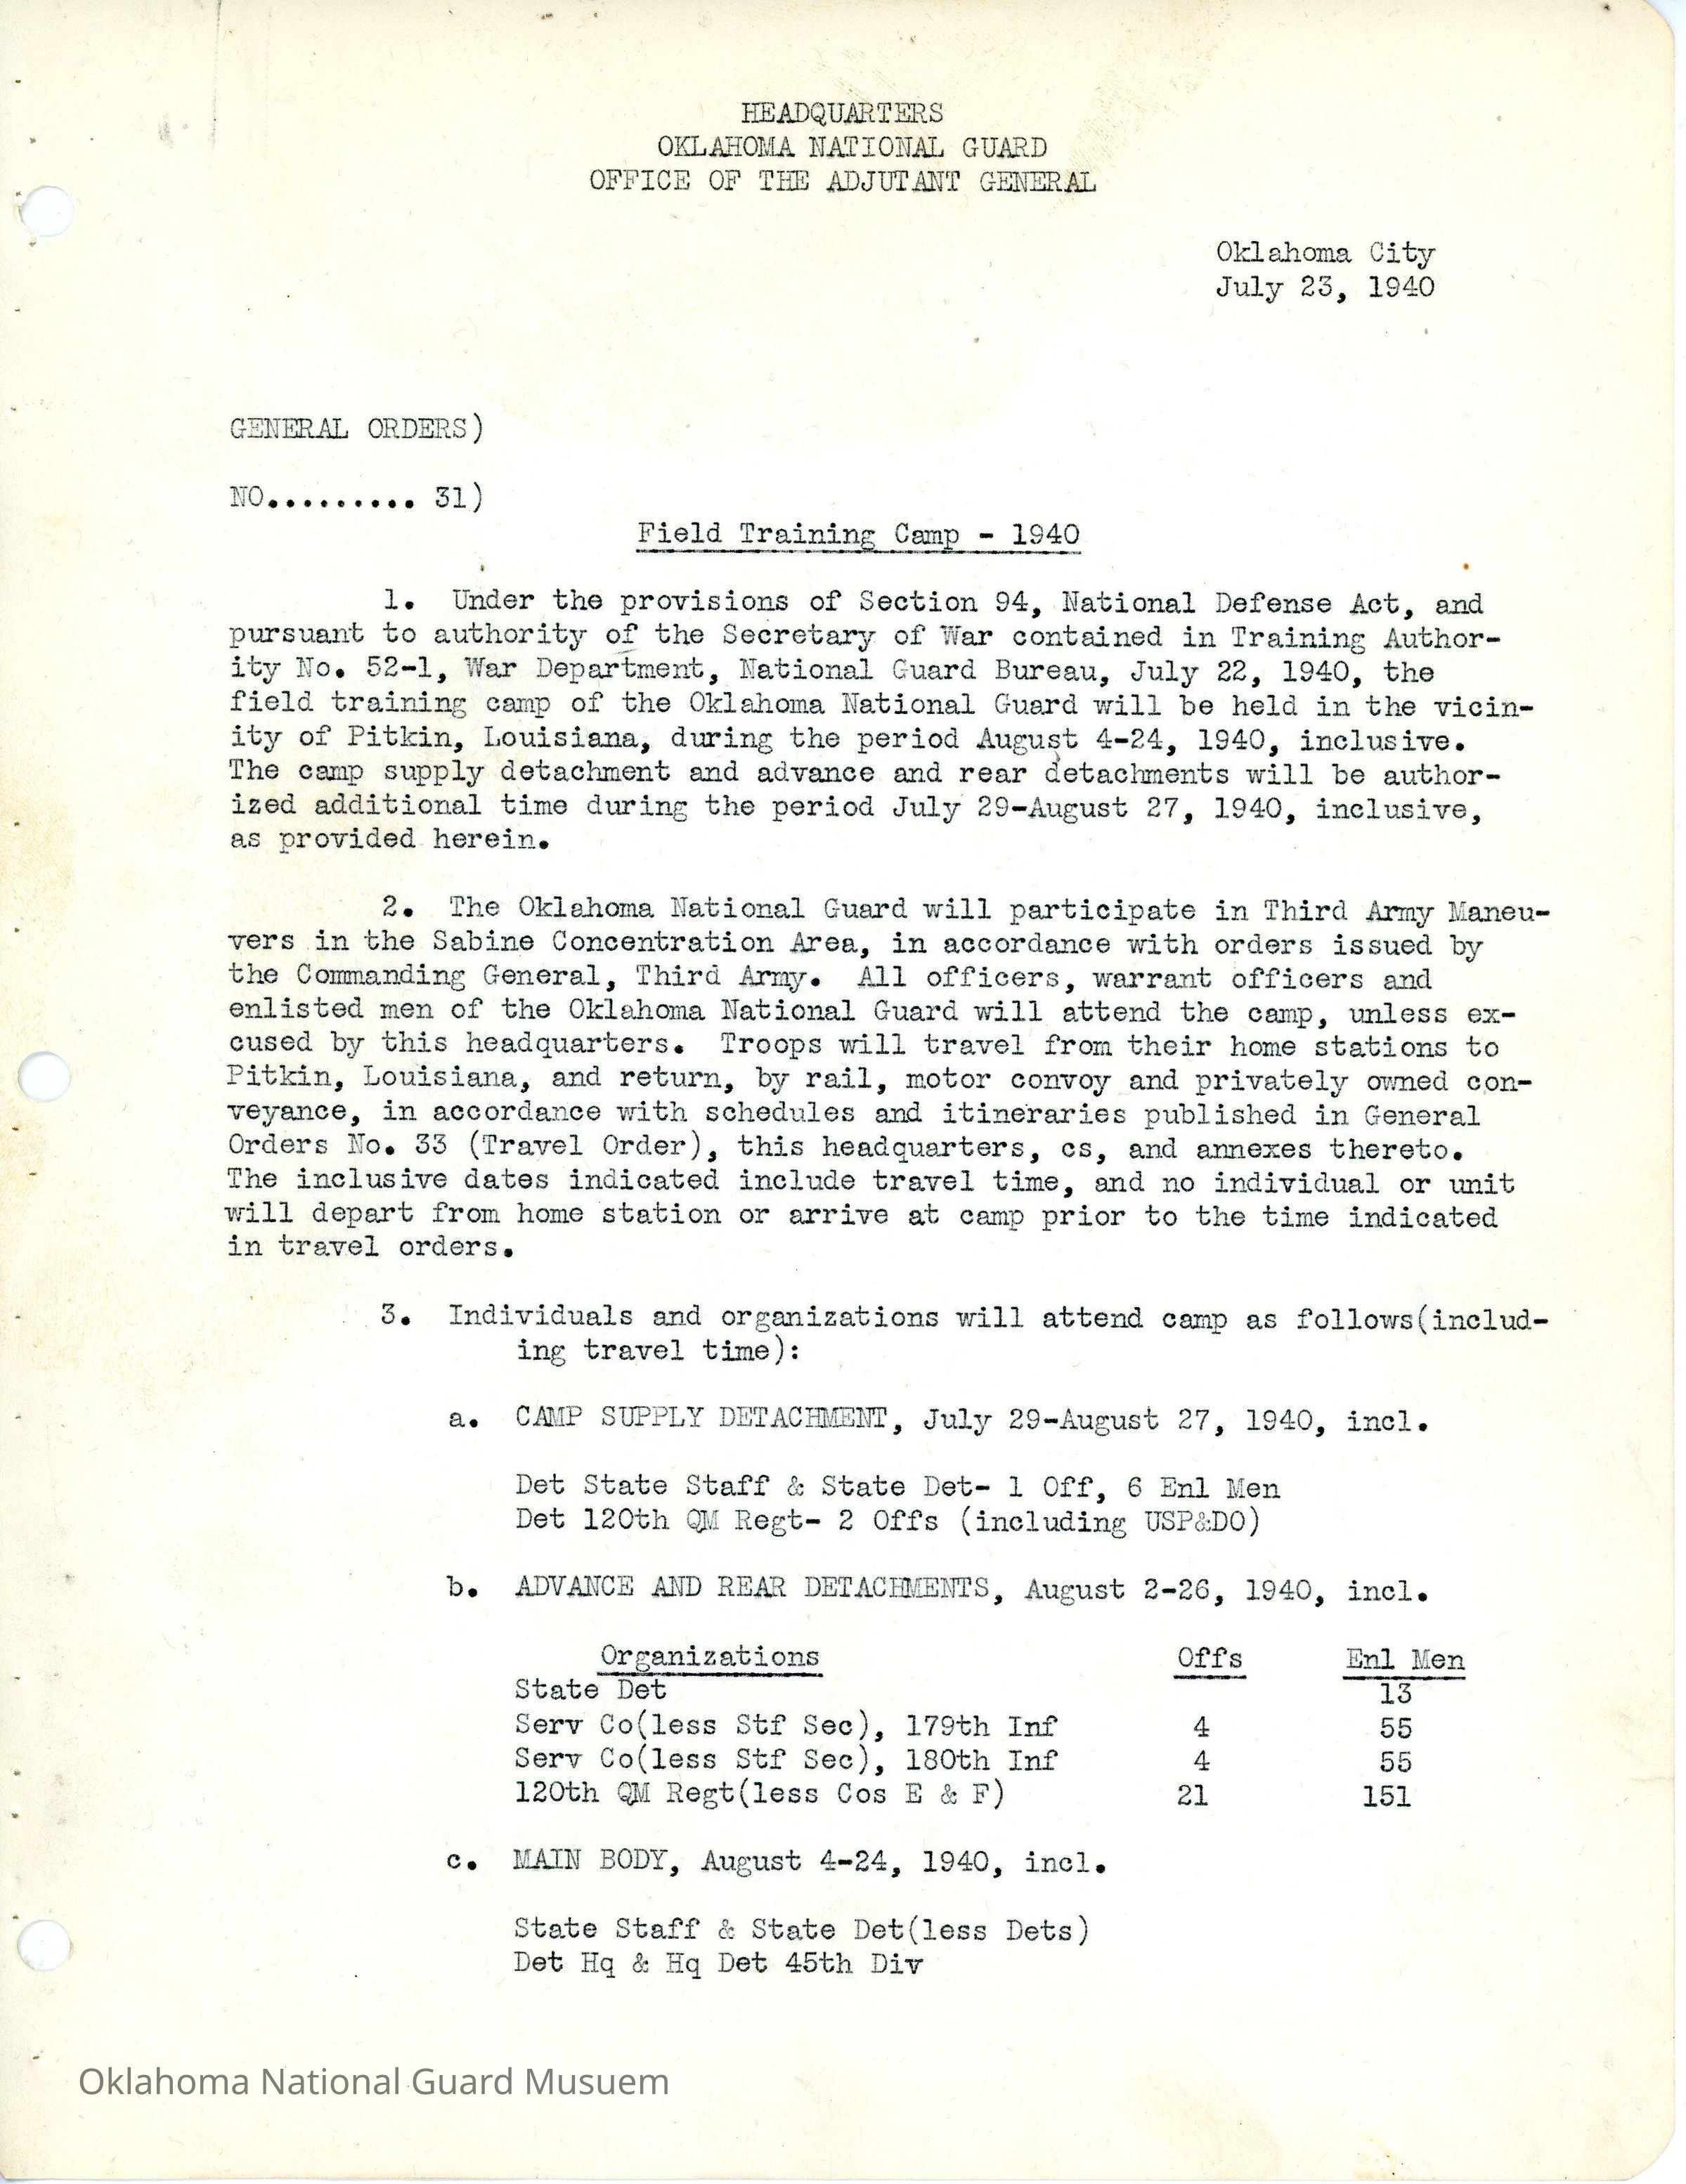 HEADQUARTERS
OKLAHOMA NATIONAL GUARD
OFFICE OF THE ADJUTANT GENERAL
Oklahoma City
July 23, 1940
GENERAL ORDERS)
NO......... 31)
Field Training Camp - 1940
1. Under the provisions of Section 94, National Defense Act, and
pursuant to authority of the Secretary of War contained in Training Author-
ity No. 52-1, War Department, National Guard Bureau, July 22, 1940, the
field training camp of the Oklahoma National Guard will be held in the vicin-
ity of Pitkin, Louisiana, during the period August 4-24, 1940, inclusive.
The camp supply detachment and advance and rear detachments will be author-
ized additional time during the period July 29-August 27, 1940, inclusive,
as provided herein.
2. The Oklahoma National Guard will participate in Third Army Maneu-
vers in the Sabine Concentration Area, in accordance with orders issued by
the Commanding General, Third Army. All officers, warrant officers and
enlisted men of the Oklahoma National Guard will attend the camp, unless ex-
cused by this headquarters. Troops will travel from their home stations to
Pitkin, Louisiana, and return, by rail, motor convoy and privately owned con-
veyance, in accordance with schedules and itineraries published in General
Orders No. 33 (Travel Order), this headquarters, cs, and annexes thereto.
The inclusive dates indicated include travel time, and no individual or unit
will depart from home station or arrive at camp prior to the time indicated
in travel orders.
3. Individuals and organizations will attend camp as follows(includ-
ing travel time):
a. CAMP SUPPLY DETACHMENT, July 29-August 27, 1940, incl.
Det State Staff & State Det- 1 Off, 6 Enl Men
Det 120th QM Regt- 2 Offs (including USP&DO)
b. ADVANCE AND REAR DETACHMENTS, August 2-26, 1940, incl.
Organizations Offs Enl Men
State Det 13
Serv Co(less Stf Sec), 179th Inf 4 55
Serv Co(less Stf Sec), 180th Inf 4 55
120th QM Regt(less Cos E & F) 21 151
c. MAIN BODY, August 4-24, 1940, incl.
State Staff & State Det(less Dets)
Det Hq & Hq Det 45th Div
Oklahoma National Guard Musuem